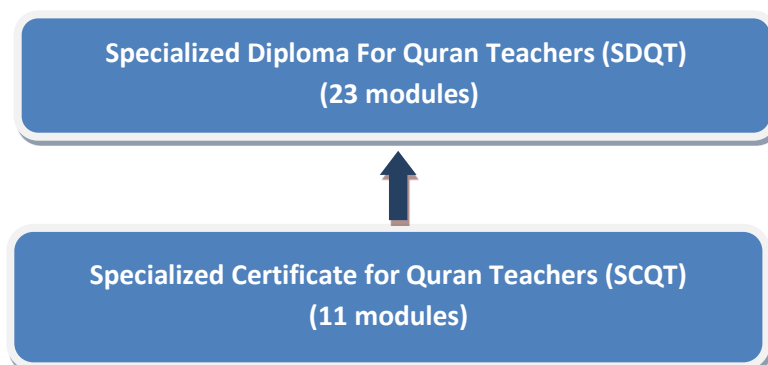 Specialized Diploma For Quran Teachers (SDQT)
(23 modules)
Specialized Certificate for Quran Teachers (SCQT)
(11 modules)